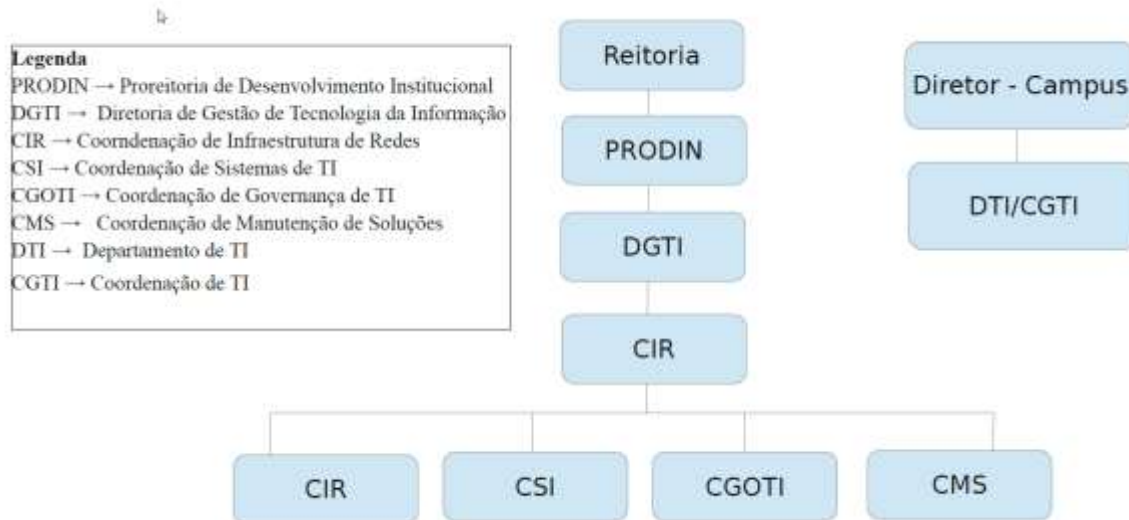 Legenda
PRODIN → Proreitoria de Desenvolvimento Institucional
DGTI → Diretoria de Gestão de Tecnologia da Informação
CIR → Coorndenação de Infraestrutura de Redes
CSI → Coordenação de Sistemas de TI
CGOTI → Coordenação de Governança de TI
CMS → Coordenação de Manutenção de Soluções
DTI → Departamento de TI
CGTI → Coordenação de TI
Reitoria
PRODIN
DGTI
CIR
CIR
CSI
CGOTI
CMS
Diretor - Campus
DTI/CGTI